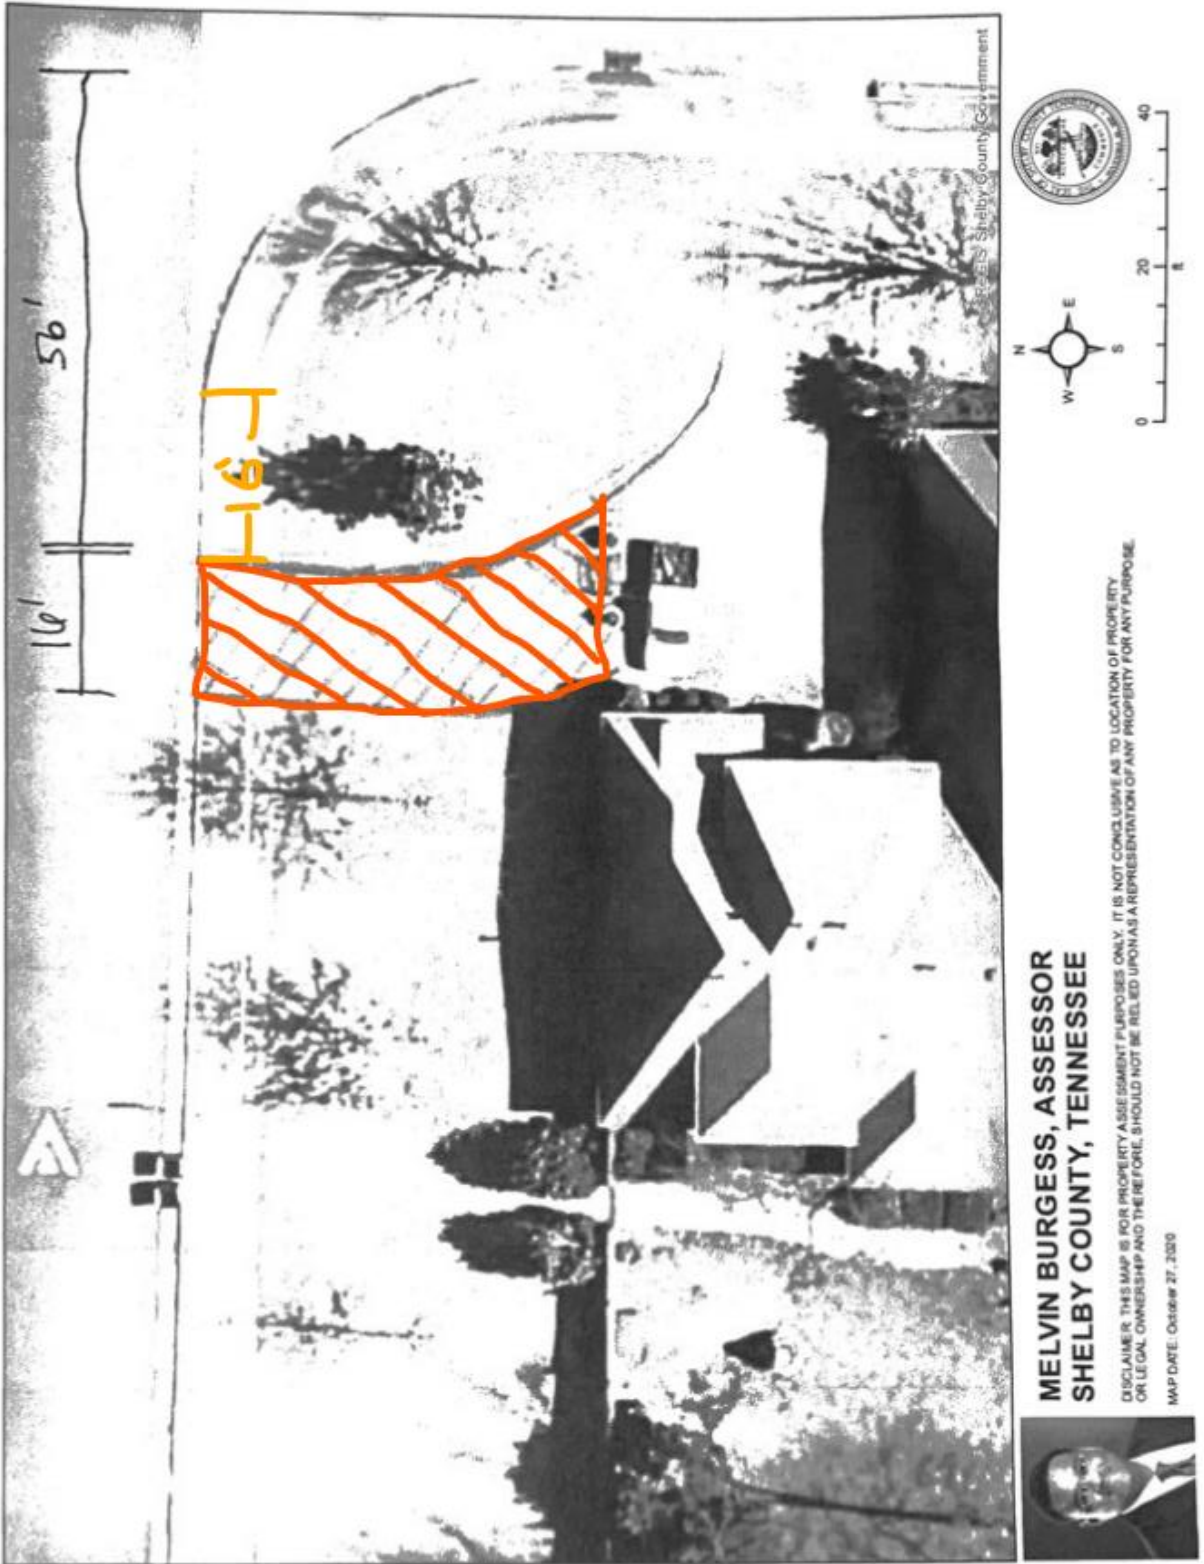 16'
56'
16'
Shelby County Government
MELVIN BURGESS, ASSESSOR
SHELBY COUNTY, TENNESSEE
DISCLAIMER: THIS MAP IS FOR PROPERTY ASSESSMENT PURPOSES ONLY. IT IS NOT CONCLUSIVE AS TO LOCATION OF PROPERTY
OR LEGAL OWNERSHIP AND THEREFORE, SHOULD NOT BE RELIED UPON AS A REPRESENTATION OF ANY PROPERTY FOR ANY PURPOSE.
MAP DATE: October 27, 2020
N
W
E
S
0
20
40
ft